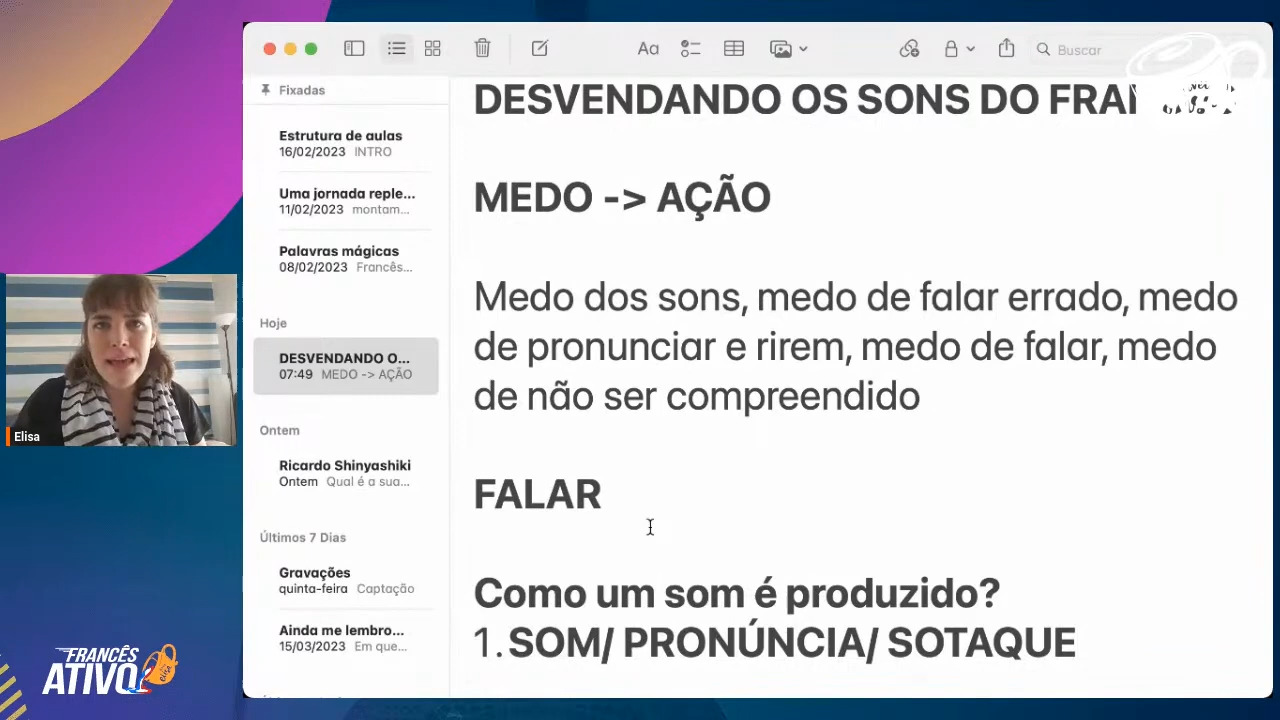 Buscar
Fixadas
Estrutura de aulas
16/02/2023 INTRO
Uma jornada reple...
11/02/2023 montam...
Palavras mágicas
08/02/2023 Francês...
Hoje
DESVENDANDO O...
07:49 MEDO -> AÇÃO
Ontem
Ricardo Shinyashiki
Ontem Qual é a sua...
Últimos 7 Dias
Gravações
quinta-feira Captação
Ainda me lembro...
15/03/2023 Em que...
Aa
DESVENDANDO OS SONS DO
MEDO -> AÇÃO
Medo dos sons, medo de falar errado, medo
de pronunciar e rirem, medo de falar, medo
de não ser compreendido
FALAR
Como um som é produzido?
1. SOM/ PRONÚNCIA/ SOTAQUE
Elisa
FRANCÊS
ATIVO
elisa